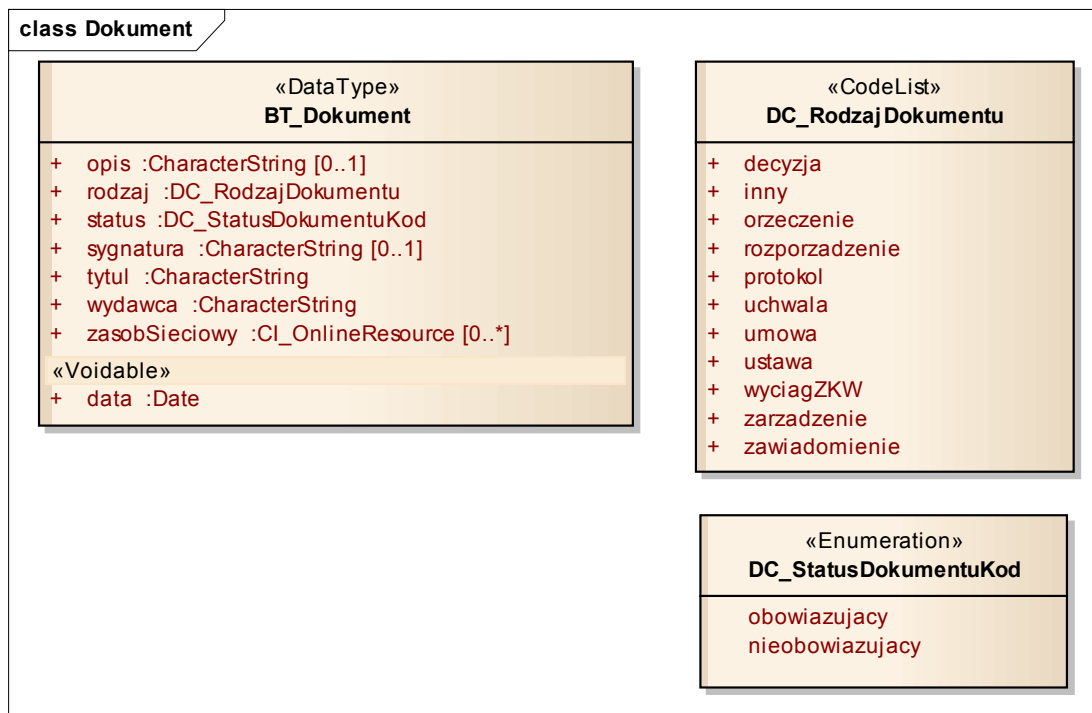 class Dokument
«DataType»
BT_Dokument
+ opis :CharacterString [0..1]
+ rodzaj :DC_RodzajDokumentu
+ status :DC_StatusDokumentuKod
+ sygnatura :CharacterString [0..1]
+ tytul :CharacterString
+ wydawca :CharacterString
+ zasobSieciowy :CI_OnlineResource [0..*]
«Voidable»
+ data :Date
«CodeList»
DC_RodzajDokumentu
+ decyzja
+ inny
+ orzeczenie
+ rozporzadzenie
+ protokol
+ uchwala
+ umowa
+ ustawa
+ wyciagZKW
+ zarzadzenie
+ zawiadomienie
«Enumeration»
DC_StatusDokumentuKod
obowiazujacy
nieobowiazujacy